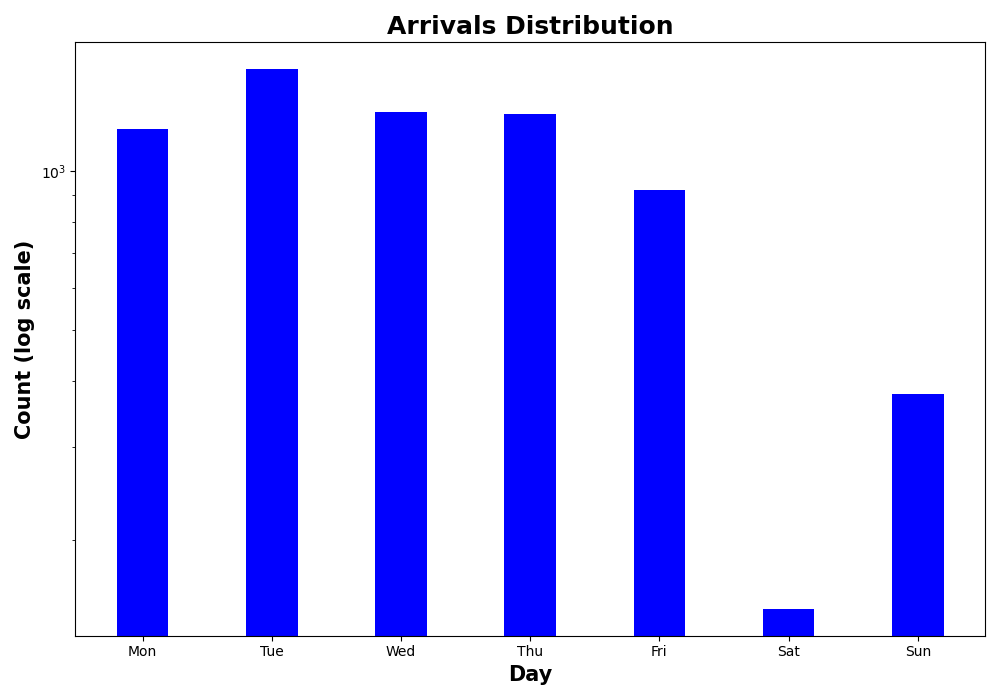 Arrivals Distribution
Count (log scale)
10³
Mon Tue Wed Thu Fri Sat Sun
Day